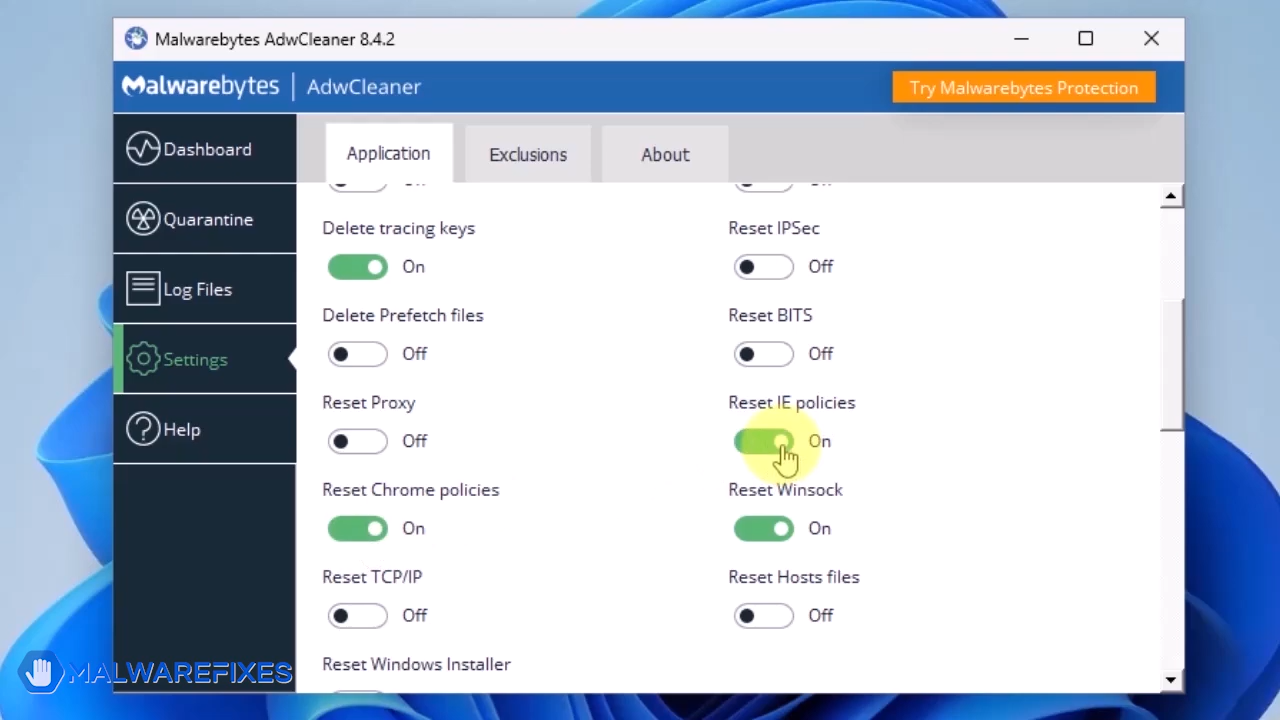 Malwarebytes AdwCleaner 8.4.2
Malwarebytes | AdwCleaner
Try Malwarebytes Protection
Dashboard
Quarantine
Log Files
Settings
Help
Application
Exclusions
About
Delete tracing keys
On
Reset IPSec
Off
Delete Prefetch files
Off
Reset BITS
Off
Reset Proxy
Off
Reset IE policies
On
Reset Chrome policies
On
Reset Winsock
On
Reset TCP/IP
Off
Reset Hosts files
Off
Reset Windows Installer
MALWAREFIXES